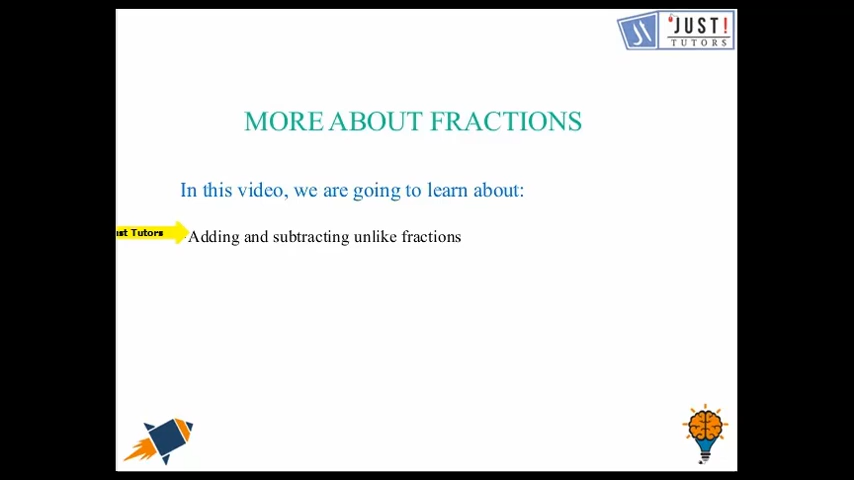 JUST!
TUTORS
MORE ABOUT FRACTIONS
In this video, we are going to learn about:
ust Tutors
Adding and subtracting unlike fractions